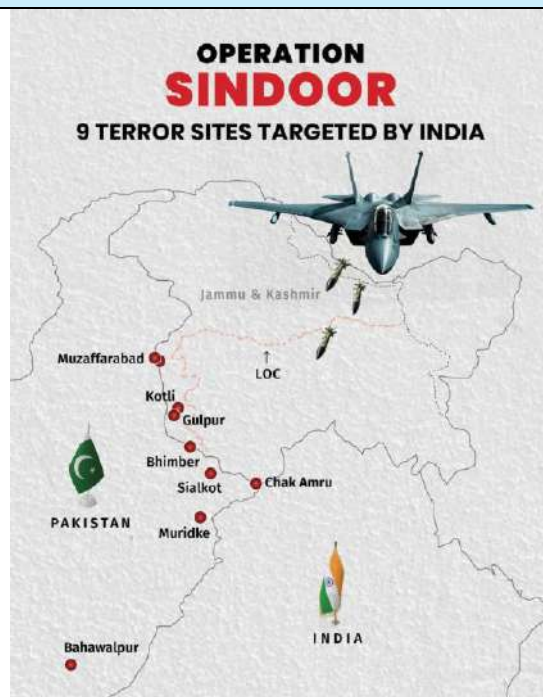 OPERATION
SINDOOR
9 TERROR SITES TARGETED BY INDIA
Jammu & Kashmir
Muzaffarabad
LOC
Kotli
Gulpur
Bhimber
Sialkot
Chak Amru
PAKISTAN
Muridke
INDIA
Bahawalpur